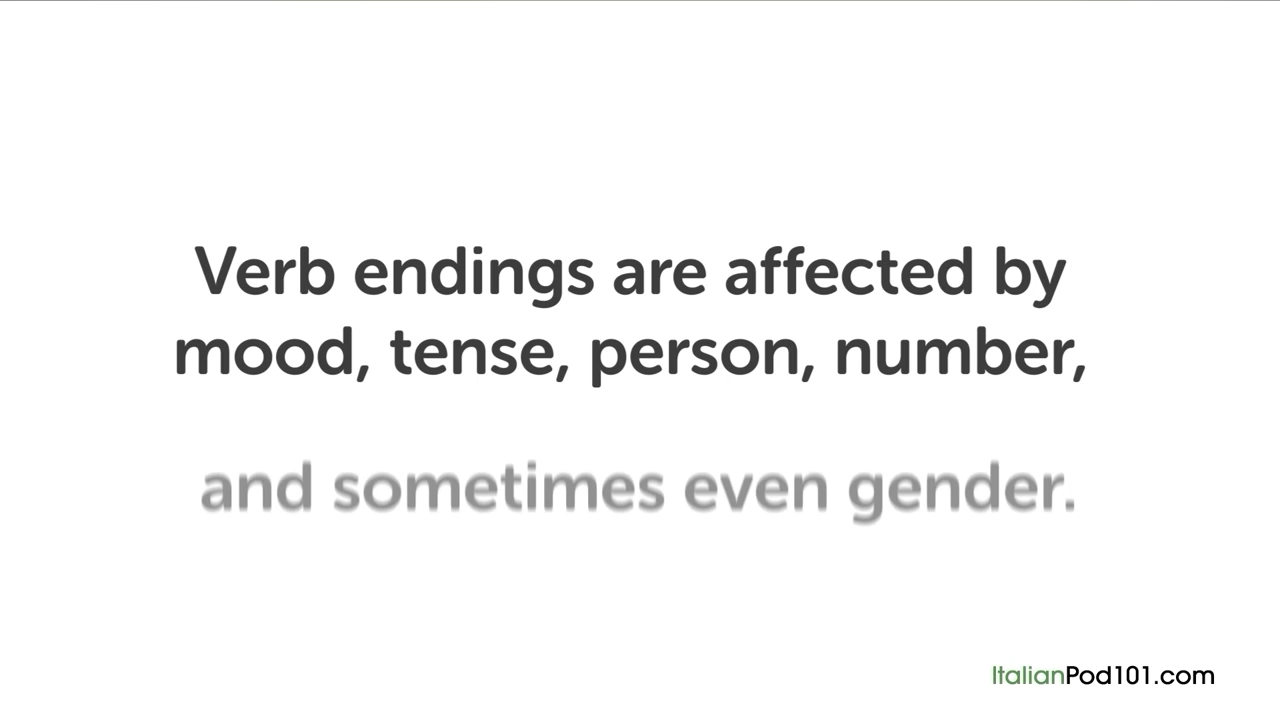 Verb endings are affected by
mood, tense, person, number,
and sometimes even gender.
ItalianPod101.com